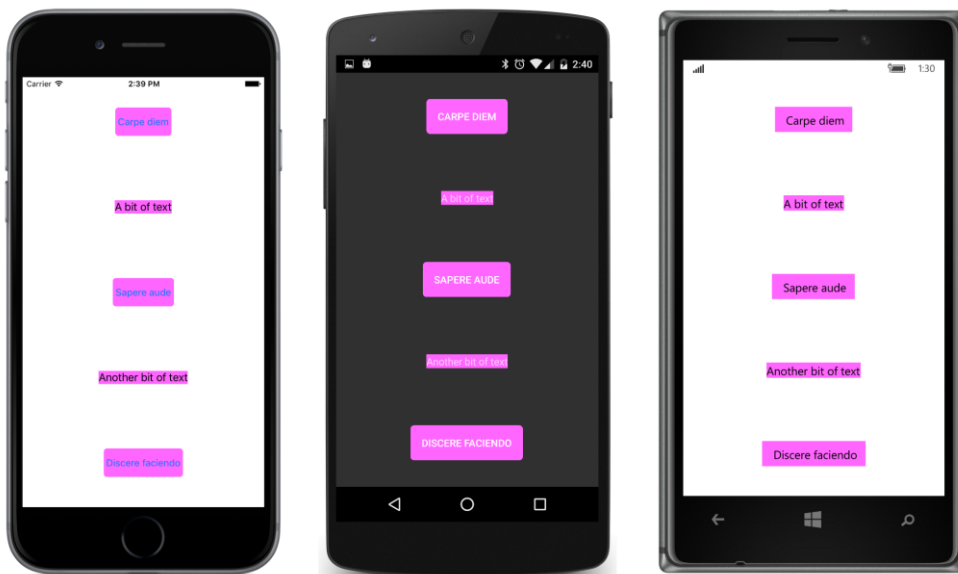 Carrier
2:39 PM
Carpe diem
A bit of text
Sapere aude
Another bit of text
Discere faciendo
2:40
CARPE DIEM
A bit of text
SAPERE AUDE
Another bit of text
DISCERE FACIENDO
1:30
Carpe diem
A bit of text
Sapere aude
Another bit of text
Discere faciendo